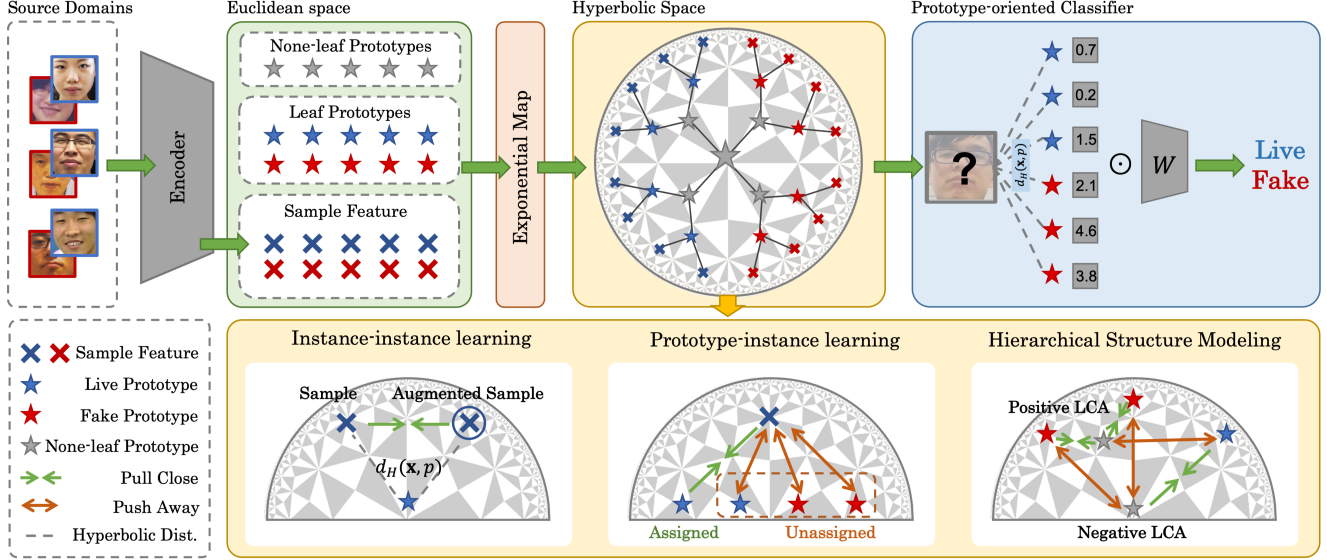 Source Domains
Euclidean space
Hyperbolic Space
Prototype-oriented Classifier
Encoder
None-leaf Prototypes
Leaf Prototypes
Sample Feature
Exponential Map
?
d_H(x, p)
0.7
0.2
1.5
2.1
4.6
3.8
⊙
W
Live
Fake
Sample Feature
Live Prototype
Fake Prototype
None-leaf Prototype
Pull Close
Push Away
Hyperbolic Dist.
Instance-instance learning
Sample
Augmented Sample
d_H(x, p)
Prototype-instance learning
Assigned
Unassigned
Hierarchical Structure Modeling
Positive LCA
Negative LCA